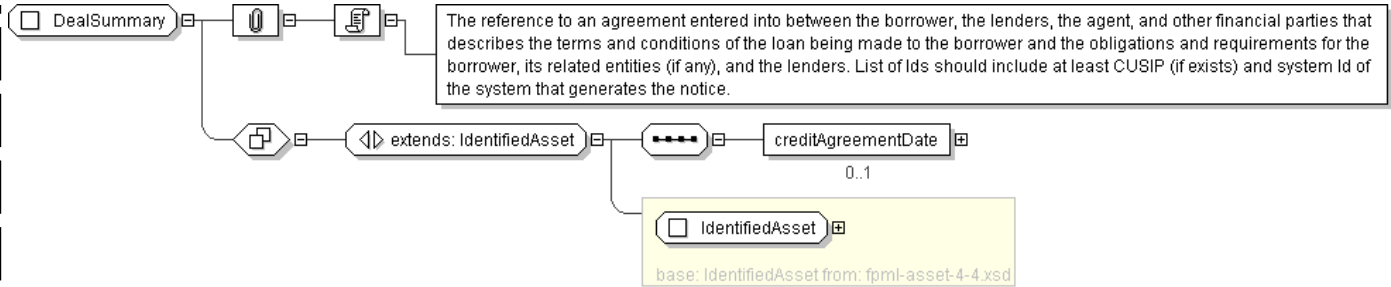 DealSummary
The reference to an agreement entered into between the borrower, the lenders, the agent, and other financial parties that
describes the terms and conditions of the loan being made to the borrower and the obligations and requirements for the
borrower, its related entities (if any), and the lenders. List of Ids should include at least CUSIP (if exists) and system Id of
the system that generates the notice.
extends: IdentifiedAsset
creditAgreementDate
0..1
IdentifiedAsset
base: IdentifiedAsset from: fpml-asset-4-4.xsd